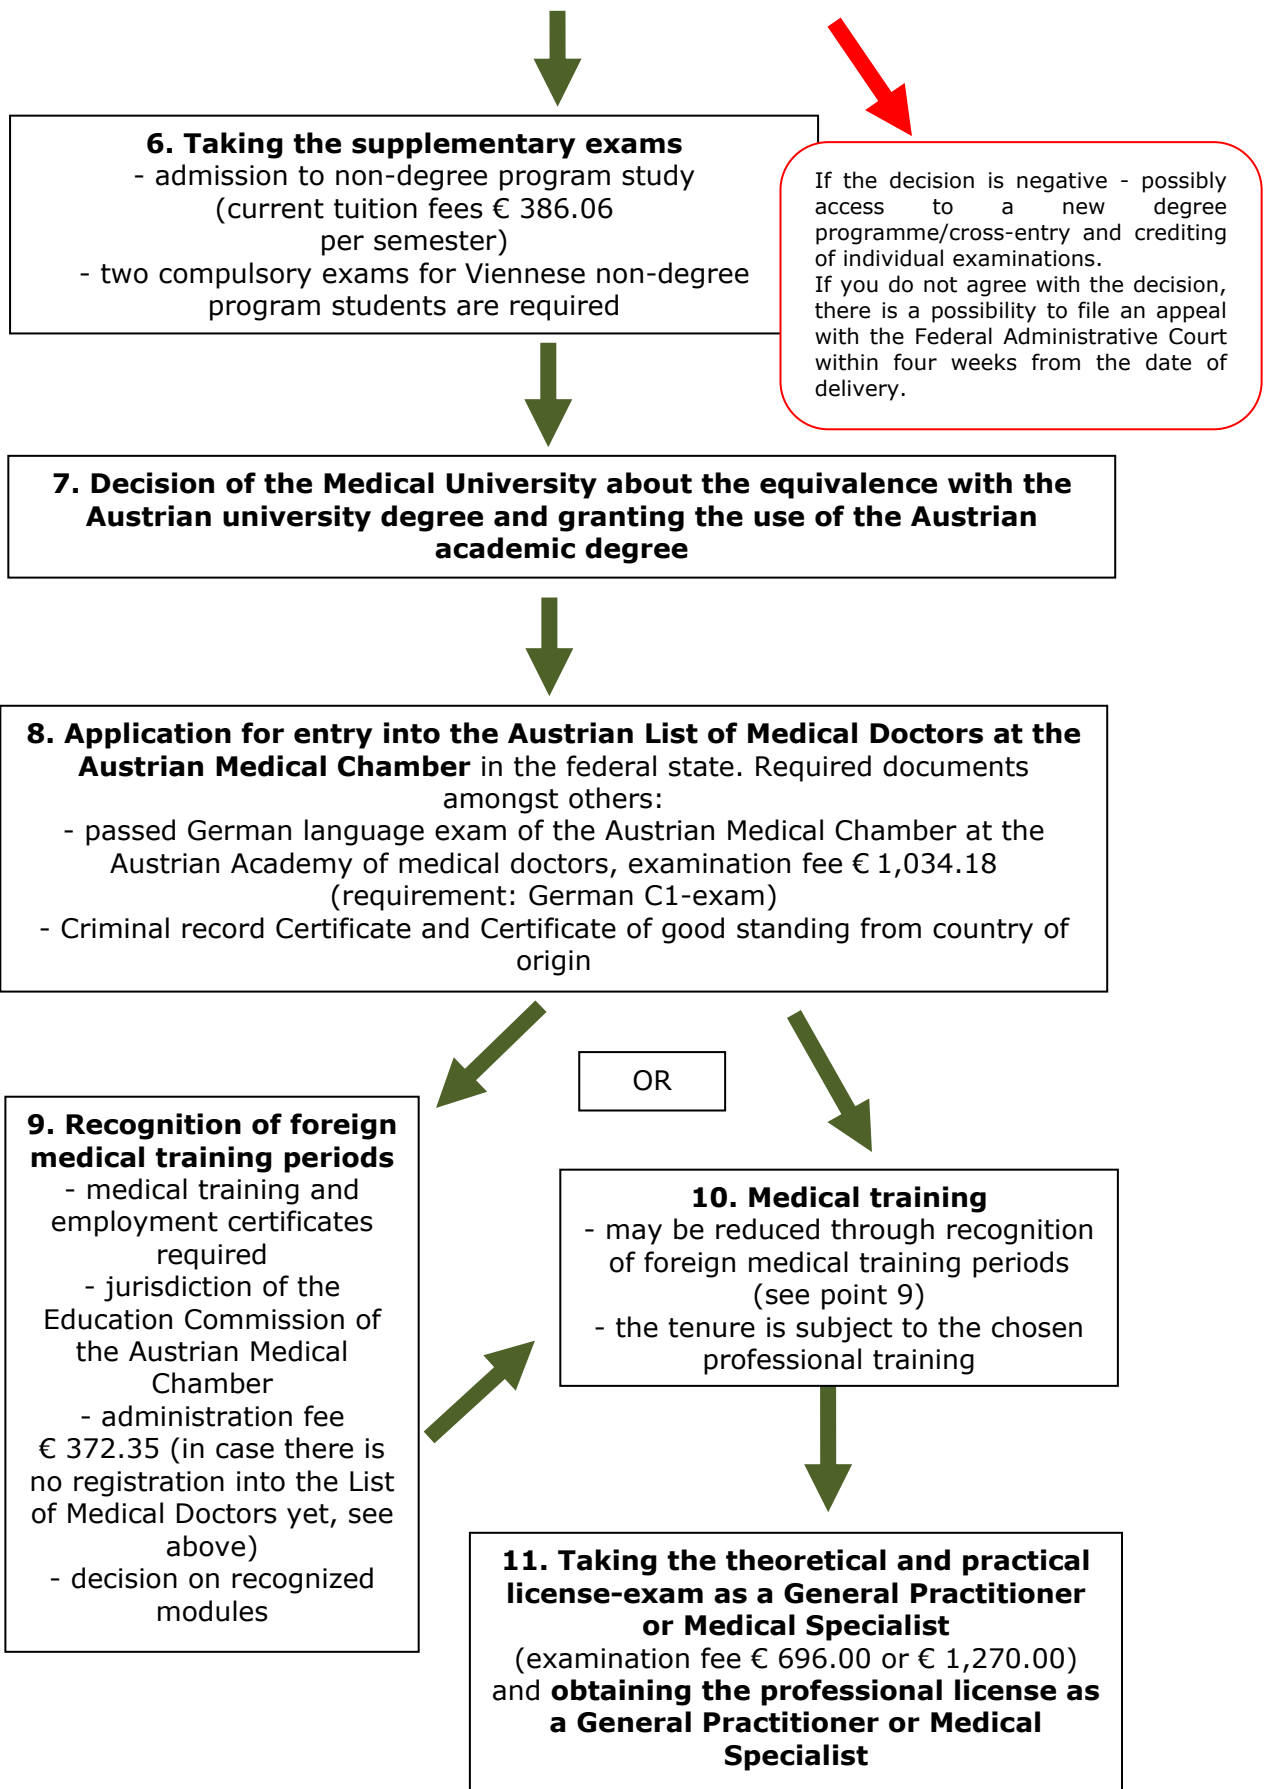 6. Taking the supplementary exams
- admission to non-degree program study
(current tuition fees € 386.06
per semester)
- two compulsory exams for Viennese non-degree
program students are required
If the decision is negative - possibly
access to a new degree
programme/cross-entry and crediting
of individual examinations.
If you do not agree with the decision,
there is a possibility to file an appeal
with the Federal Administrative Court
within four weeks from the date of
delivery.
7. Decision of the Medical University about the equivalence with the
Austrian university degree and granting the use of the Austrian
academic degree
8. Application for entry into the Austrian List of Medical Doctors at the
Austrian Medical Chamber in the federal state. Required documents
amongst others:
- passed German language exam of the Austrian Medical Chamber at the
Austrian Academy of medical doctors, examination fee € 1,034.18
(requirement: German C1-exam)
- Criminal record Certificate and Certificate of good standing from country of
origin
OR
9. Recognition of foreign
medical training periods
- medical training and
employment certificates
required
- jurisdiction of the
Education Commission of
the Austrian Medical
Chamber
- administration fee
€ 372.35 (in case there is
no registration into the List
of Medical Doctors yet, see
above)
- decision on recognized
modules
10. Medical training
- may be reduced through recognition
of foreign medical training periods
(see point 9)
- the tenure is subject to the chosen
professional training
11. Taking the theoretical and practical
license-exam as a General Practitioner
or Medical Specialist
(examination fee € 696.00 or € 1,270.00)
and obtaining the professional license as
a General Practitioner or Medical
Specialist